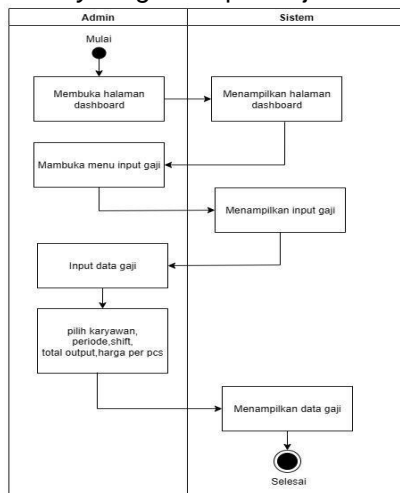 Admin
Sistem
Mulai
Membuka halaman
dashboard
Menampilkan halaman
dashboard
Mambuka menu input gaji
Menampilkan input gaji
Input data gaji
pilih karyawan,
periode,shift,
total output,harga per pcs
Menampilkan data gaji
Selesai